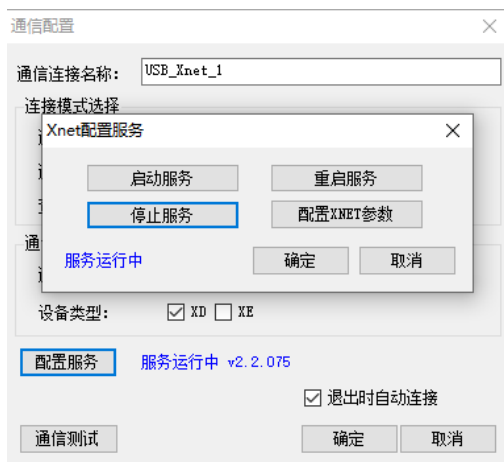 通信配置
通信连接名称： USB_Xnet_1
连接模式选择
Xnet配置服务
启动服务 重启服务
停止服务 配置XNET参数
服务运行中 确定 取消
通
设备类型： XD XE
配置服务 服务运行中 v2.2.075
退出时自动连接
通信测试 确定 取消